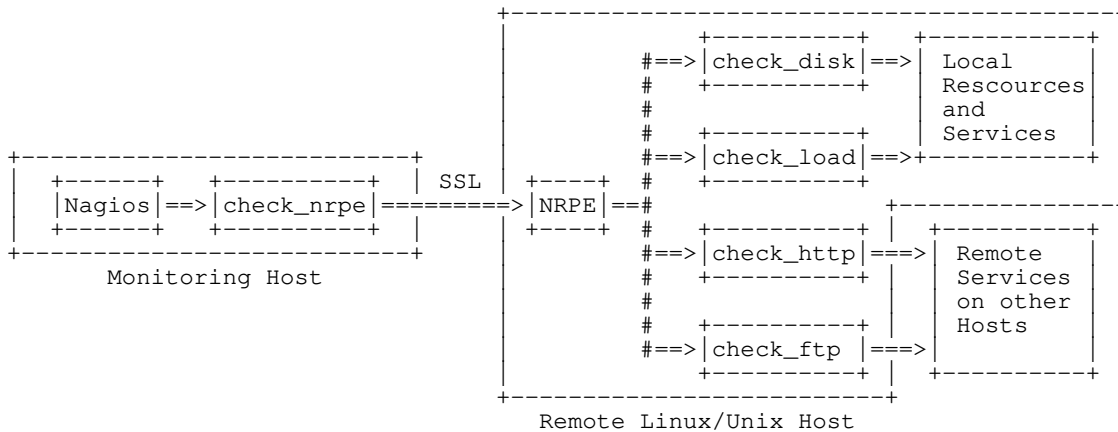 check_disk
Local
Rescources
and
Services
check_load
SSL
Nagios
check_nrpe
NRPE
Monitoring Host
check_http
Remote
Services
on other
Hosts
check_ftp
Remote Linux/Unix Host